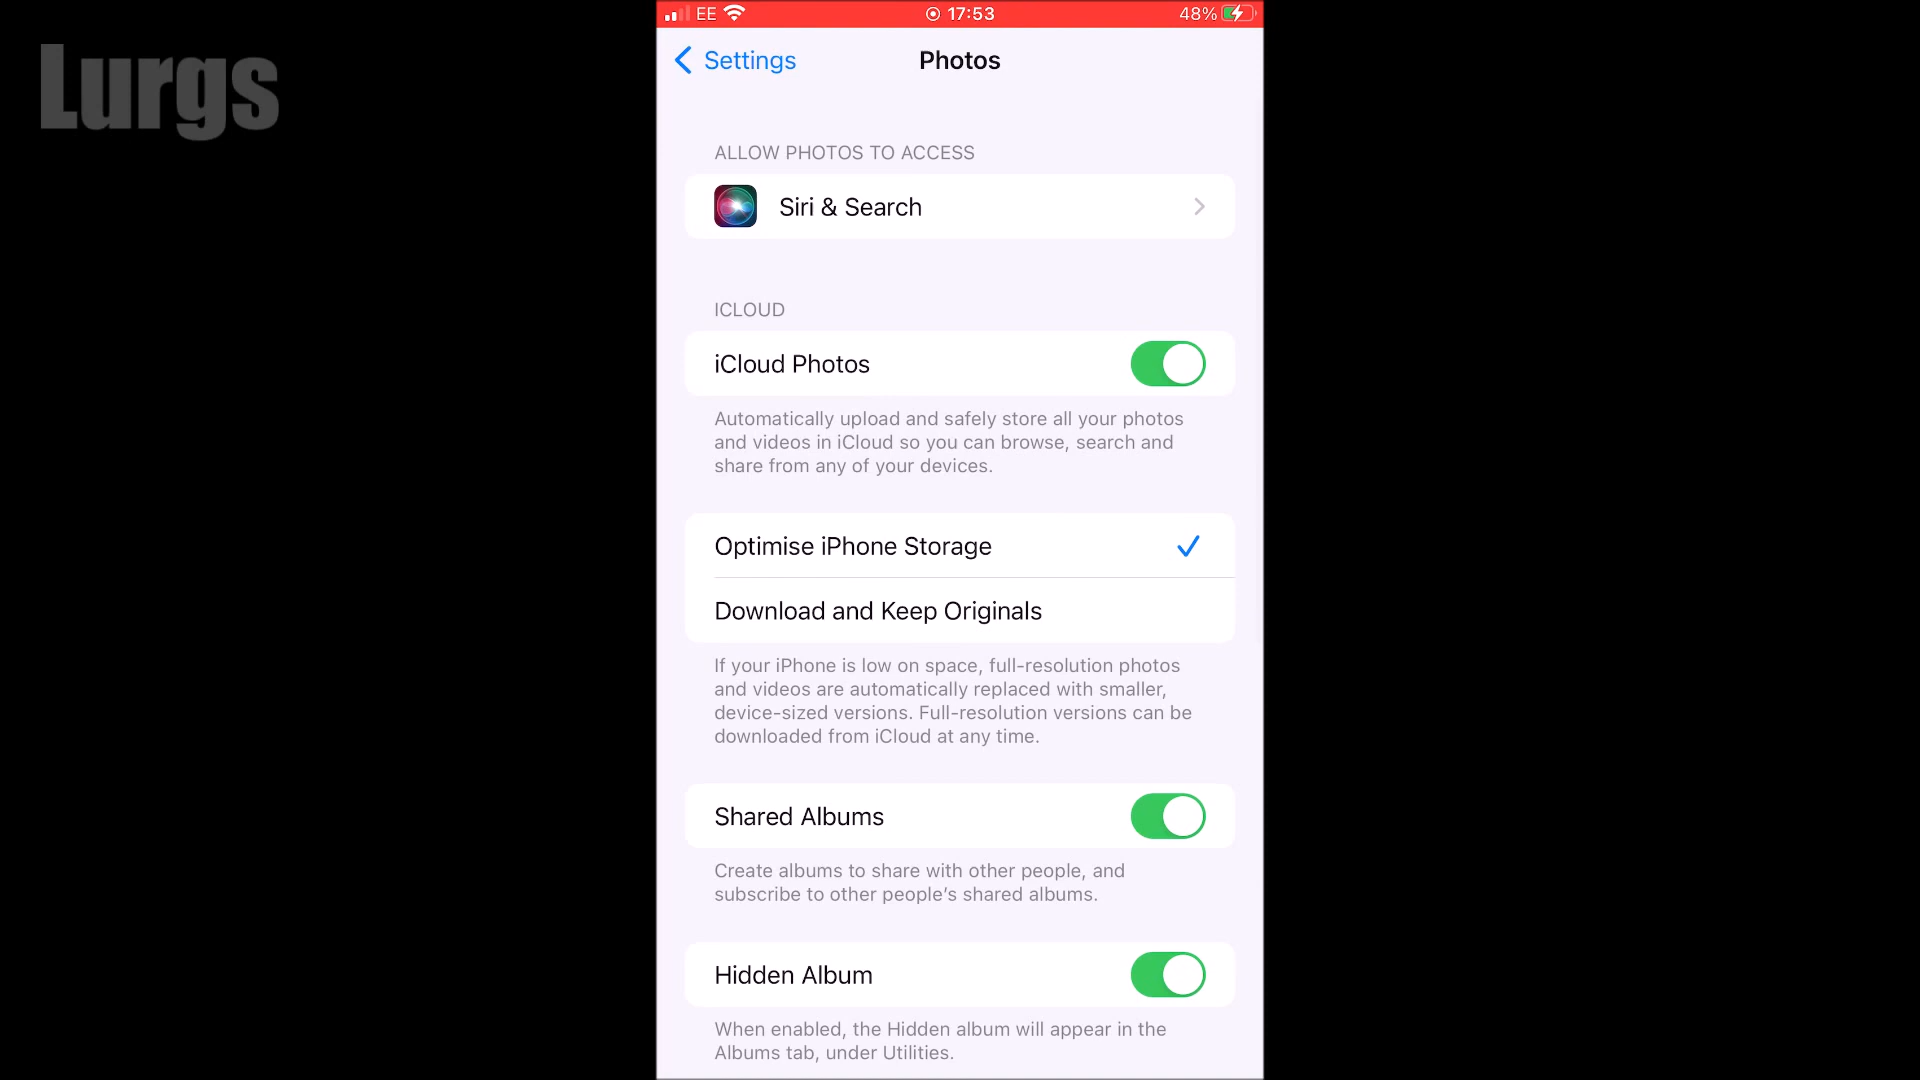 Lurgs
EE 17:53 48%
Settings Photos
ALLOW PHOTOS TO ACCESS
Siri & Search
ICLOUD
iCloud Photos
Automatically upload and safely store all your photos
and videos in iCloud so you can browse, search and
share from any of your devices.
Optimise iPhone Storage
Download and Keep Originals
If your iPhone is low on space, full-resolution photos
and videos are automatically replaced with smaller,
device-sized versions. Full-resolution versions can be
downloaded from iCloud at any time.
Shared Albums
Create albums to share with other people, and
subscribe to other people’s shared albums.
Hidden Album
When enabled, the Hidden album will appear in the
Albums tab, under Utilities.